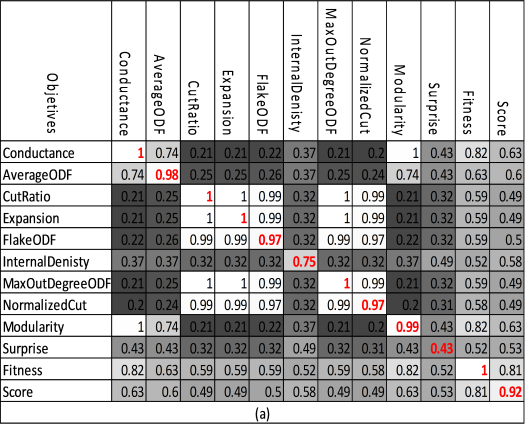 Objetives Conductance AverageODF CutRatio Expansion FlakeODF InternalDenisty MaxOutDegreeODF NormalizedCut Modularity Surprise Fitness Score
Conductance 1 0.74 0.21 0.21 0.22 0.37 0.21 0.2 1 0.43 0.82 0.63
AverageODF 0.74 0.98 0.25 0.25 0.26 0.37 0.25 0.24 0.74 0.43 0.63 0.6
CutRatio 0.21 0.25 1 1 0.99 0.32 1 0.99 0.21 0.32 0.59 0.49
Expansion 0.21 0.25 1 1 0.99 0.32 1 0.99 0.21 0.32 0.59 0.49
FlakeODF 0.22 0.26 0.99 0.99 0.97 0.32 0.99 0.97 0.22 0.32 0.59 0.5
InternalDenisty 0.37 0.37 0.32 0.32 0.32 0.75 0.32 0.32 0.37 0.49 0.52 0.58
MaxOutDegreeODF 0.21 0.25 1 1 0.99 0.32 1 0.99 0.21 0.32 0.59 0.49
NormalizedCut 0.2 0.24 0.99 0.99 0.97 0.32 0.99 0.97 0.2 0.31 0.58 0.49
Modularity 1 0.74 0.21 0.21 0.22 0.37 0.21 0.2 0.99 0.43 0.82 0.63
Surprise 0.43 0.43 0.32 0.32 0.32 0.49 0.32 0.31 0.43 0.43 0.52 0.53
Fitness 0.82 0.63 0.59 0.59 0.59 0.52 0.59 0.58 0.82 0.52 1 0.81
Score 0.63 0.6 0.49 0.49 0.5 0.58 0.49 0.49 0.63 0.53 0.81 0.92
(a)